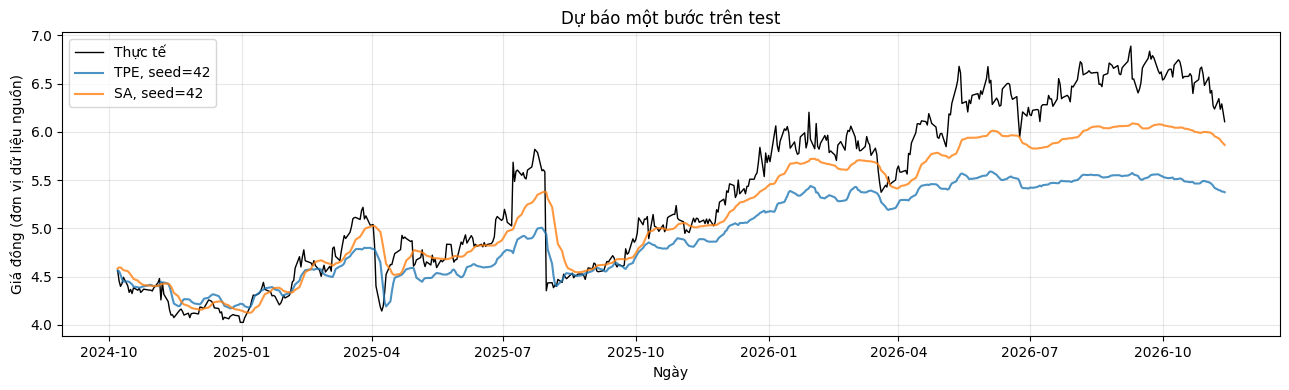 Dự báo một bước trên test
Giá đồng (đơn vị dữ liệu nguồn)
7.0
6.5
6.0
5.5
5.0
4.5
4.0
Thực tế
TPE, seed=42
SA, seed=42
2024-10
2025-01
2025-04
2025-07
2025-10
2026-01
2026-04
2026-07
2026-10
Ngày